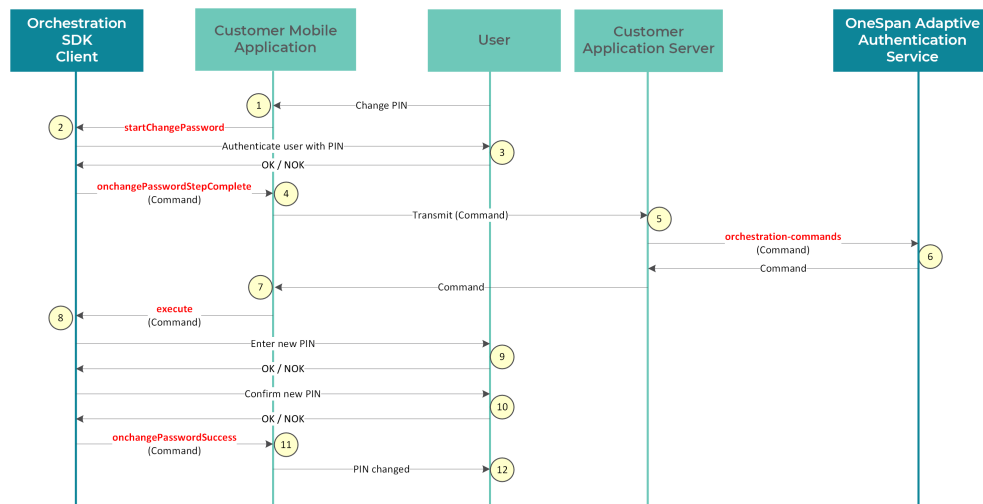 Orchestration
SDK
Client
Customer Mobile
Application
User
Customer
Application Server
OneSpan Adaptive
Authentication
Service
1
Change PIN
2
startChangePassword
Authenticate user with PIN
3
OK / NOK
onchangePasswordStepComplete
(Command)
4
Transmit (Command)
5
orchestration-commands
(Command)
6
Command
7
Command
8
execute
(Command)
Enter new PIN
9
OK / NOK
Confirm new PIN
10
OK / NOK
onchangePasswordSuccess
(Command)
11
PIN changed
12